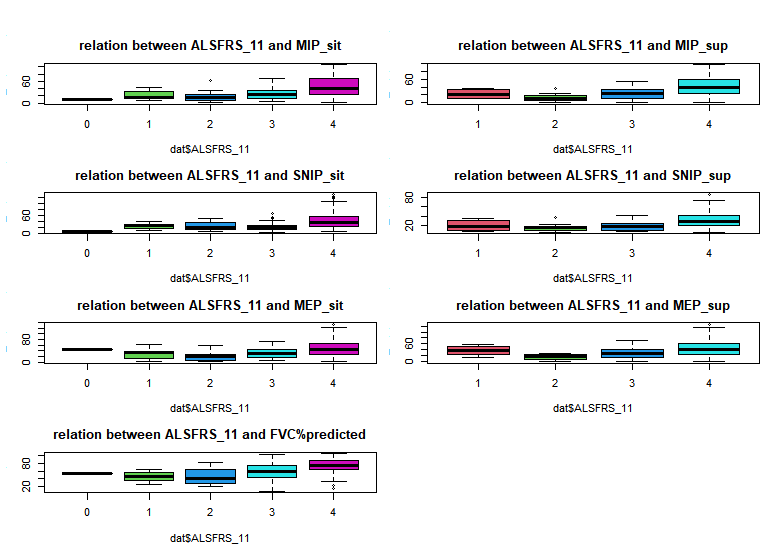 relation between ALSFRS_11 and MIP_sit
60
0
0 1 2 3 4
dat$ALSFRS_11
relation between ALSFRS_11 and MIP_sup
60
0
1 2 3 4
dat$ALSFRS_11
relation between ALSFRS_11 and SNIP_sit
60
0
0 1 2 3 4
dat$ALSFRS_11
relation between ALSFRS_11 and SNIP_sup
80
20
1 2 3 4
dat$ALSFRS_11
relation between ALSFRS_11 and MEP_sit
60
0
0 1 2 3 4
dat$ALSFRS_11
relation between ALSFRS_11 and MEP_sup
60
0
1 2 3 4
dat$ALSFRS_11
relation between ALSFRS_11 and FVC%predicted
80
20
0 1 2 3 4
dat$ALSFRS_11